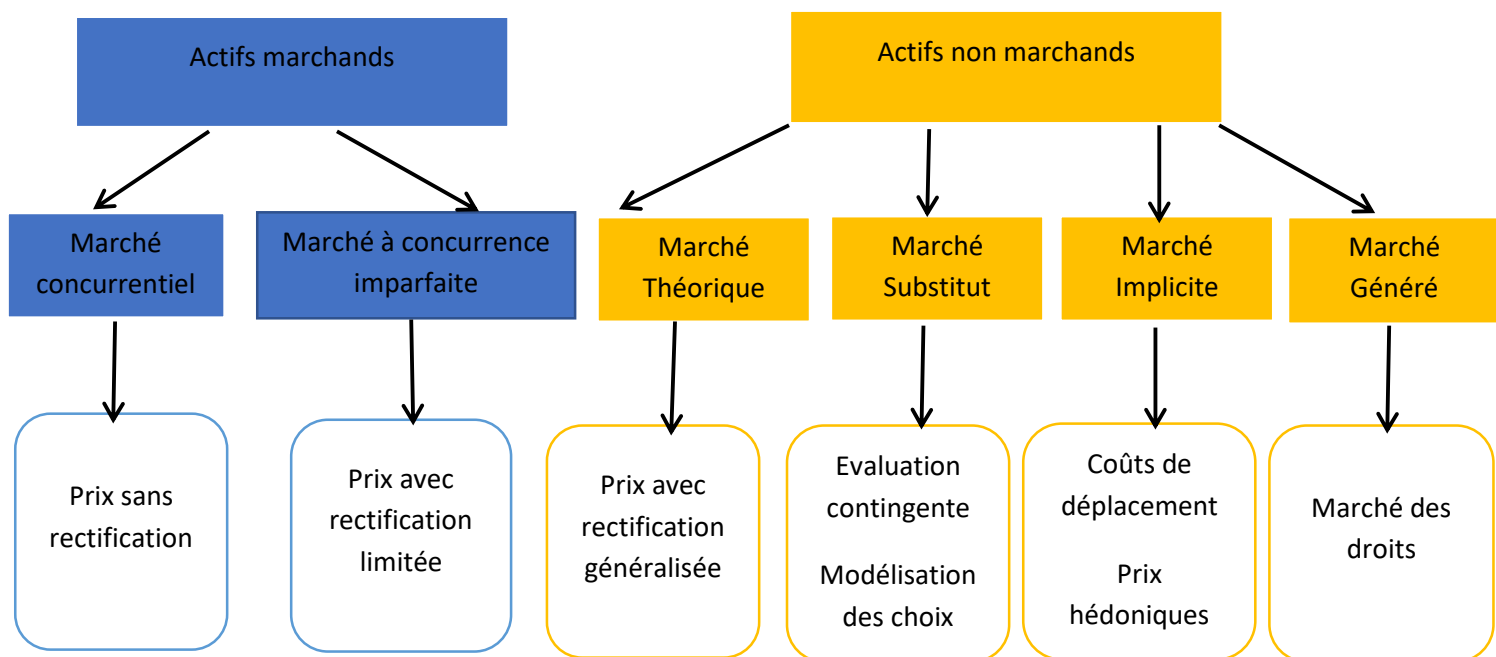 Actifs marchands
Actifs non marchands
Marché
concurrentiel
Marché à concurrence
imparfaite
Marché
Théorique
Marché
Substitut
Marché
Implicite
Marché
Généré
Prix sans
rectification
Prix avec
rectification
limitée
Prix avec
rectification
généralisée
Evaluation
contingente
Modélisation
des choix
Coûts de
déplacement
Prix
hédoniques
Marché des
droits